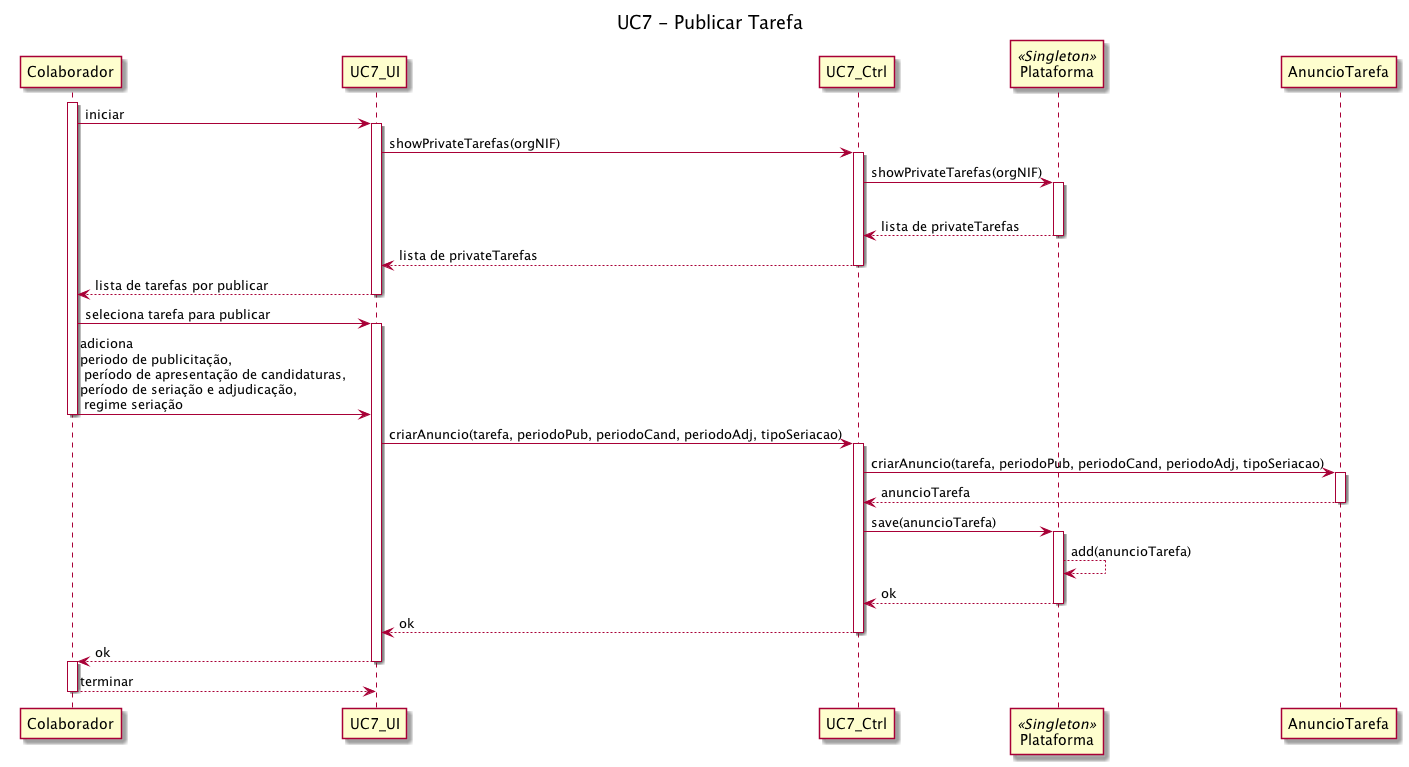 UC7 - Publicar Tarefa
Colaborador
UC7_UI
UC7_Ctrl
«Singleton»
Plataforma
AnuncioTarefa
iniciar
showPrivateTarefas(orgNIF)
showPrivateTarefas(orgNIF)
lista de privateTarefas
lista de privateTarefas
lista de tarefas por publicar
seleciona tarefa para publicar
adiciona
periodo de publicitação,
período de apresentação de candidaturas,
período de seriação e adjudicação,
regime seriação
criarAnuncio(tarefa, periodoPub, periodoCand, periodoAdj, tipoSeriacao)
criarAnuncio(tarefa, periodoPub, periodoCand, periodoAdj, tipoSeriacao)
anuncioTarefa
save(anuncioTarefa)
add(anuncioTarefa)
ok
ok
ok
terminar
Colaborador
UC7_UI
UC7_Ctrl
«Singleton»
Plataforma
AnuncioTarefa